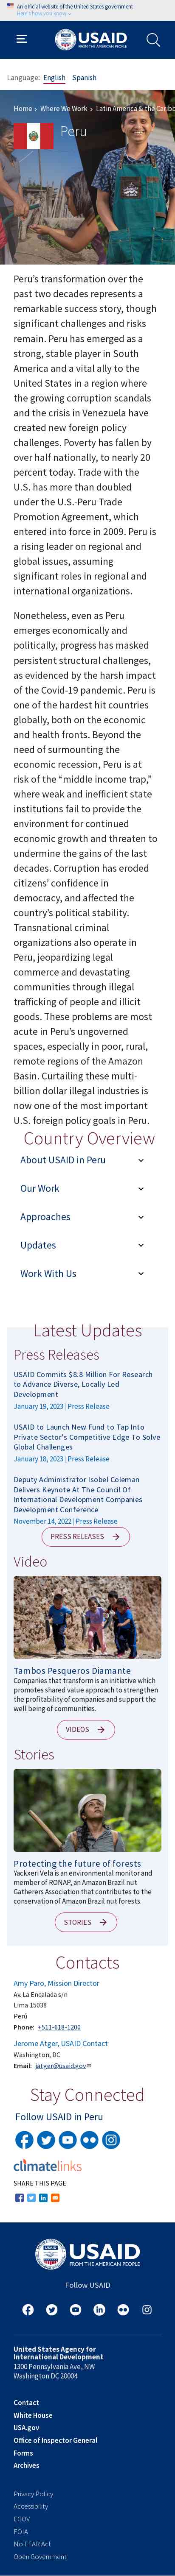 An official website of the United States government
Here's how you know
USAID
FROM THE AMERICAN PEOPLE
Language: English Spanish
Home › Where We Work › Latin America & the Caribb
Peru
Peru's transformation over the
past two decades represents a
remarkable success story, though
significant challenges and risks
remain. Peru has emerged as a
strong, stable player in South
America and a vital ally to the
United States in a region where
the growing corruption scandals
and the crisis in Venezuela have
created new foreign policy
challenges. Poverty has fallen by
over half nationally, to nearly 20
percent today. Trade with the
U.S. has more than doubled
under the U.S.-Peru Trade
Promotion Agreement, which
entered into force in 2009. Peru is
a rising leader on regional and
global issues, assuming
significant roles in regional and
international organizations.
Nonetheless, even as Peru
emerges economically and
politically, progress has masked
persistent structural challenges,
as evidenced by the harsh impact
of the Covid-19 pandemic. Peru is
one of the hardest hit countries
globally, both on the economic
and health fronts. Beyond the
need of surmounting the
economic recession, Peru is at
risk of the “middle income trap,”
where weak and inefficient state
institutions fail to provide the
environment for continued
economic growth and threaten to
undermine the gains of the last
decades. Corruption has eroded
citizens’ confidence in
democracy, and affected the
country’s political stability.
Transnational criminal
organizations also operate in
Peru, jeopardizing legal
commerce and devastating local
communities through illegal
trafficking of people and illicit
goods. These problems are most
acute in Peru’s ungoverned
spaces, especially in poor, rural,
remote regions of the Amazon
Basin. Curtailing these multi-
billion dollar illegal industries is
now one of the most important
U.S. foreign policy goals in Peru.
Country Overview
About USAID in Peru
Our Work
Approaches
Updates
Work With Us
Latest Updates
Press Releases
USAID Commits $8.8 Million For Research
to Advance Diverse, Locally Led
Development
January 19, 2023 | Press Release
USAID to Launch New Fund to Tap Into
Private Sector’s Competitive Edge To Solve
Global Challenges
January 18, 2023 | Press Release
Deputy Administrator Isobel Coleman
Delivers Keynote At The Council Of
International Development Companies
Development Conference
November 14, 2022 | Press Release
PRESS RELEASES →
Video
Tambos Pesqueros Diamante
Companies that transform in an initiative which
promotes shared value approach to strengthen
the profitability of companies and support the
well being of communities.
VIDEOS →
Stories
Protecting the future of forests
Yackxeri Vela is an environmental monitor and
member of RONAP, an Amazon Brazil nut
Gatherers Association that contributes to the
conservation of Amazon Brazil nut forests.
STORIES →
Contacts
Amy Paro, Mission Director
Av. La Encalada s/n
Lima 15038
Perú
Phone: +511-618-1200
Jerome Atger, USAID Contact
Washington, DC
Email: jatger@usaid.gov
Stay Connected
Follow USAID in Peru
climatelinks
SHARE THIS PAGE
USAID
FROM THE AMERICAN PEOPLE
Follow USAID
United States Agency for
International Development
1300 Pennsylvania Ave, NW
Washington DC 20004
Contact
White House
USA.gov
Office of Inspector General
Forms
Archives
Privacy Policy
Accessibility
EGOV
FOIA
No FEAR Act
Open Government